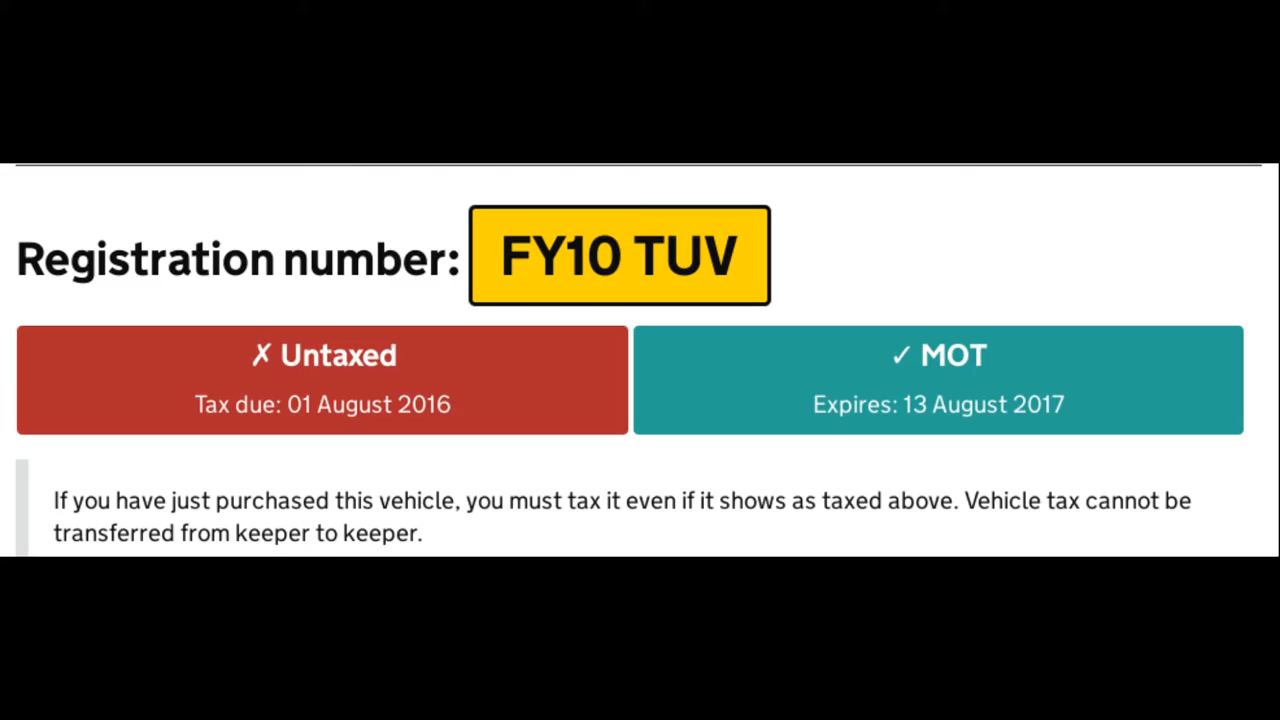 Registration number: FY10 TUV
✗ Untaxed
Tax due: 01 August 2016
✓ MOT
Expires: 13 August 2017
If you have just purchased this vehicle, you must tax it even if it shows as taxed above. Vehicle tax cannot be
transferred from keeper to keeper.